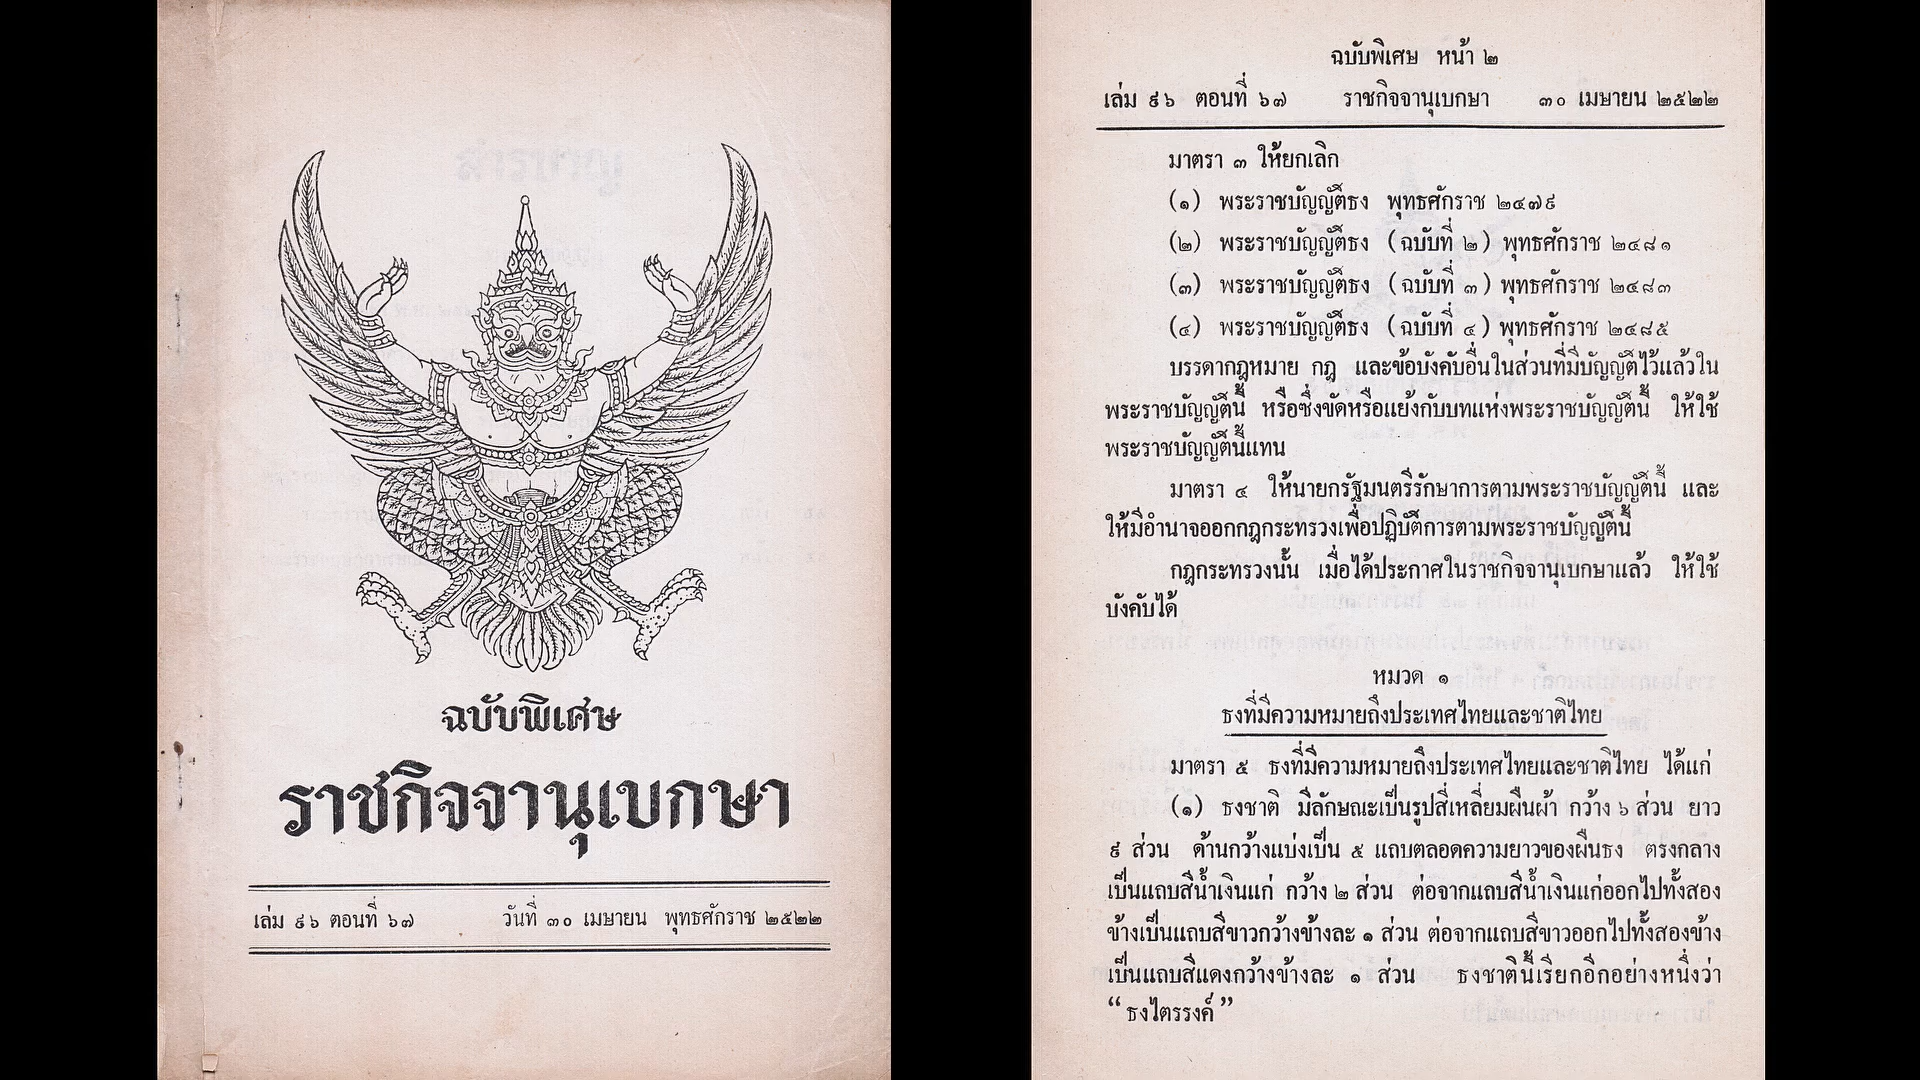 ฉบับพิเศษ
ราชกิจจานุเบกษา
เล่ม ๙๖ ตอนที่ ๖๗ วันที่ ๓๐ เมษายน พุทธศักราช ๒๕๒๒
ฉบับพิเศษ หน้า ๒
เล่ม ๙๖ ตอนที่ ๖๗ ราชกิจจานุเบกษา ๓๐ เมษายน ๒๕๒๒
มาตรา ๓ ให้ยกเลิก
(๑) พระราชบัญญัติธง พุทธศักราช ๒๔๗๙
(๒) พระราชบัญญัติธง (ฉบับที่ ๒) พุทธศักราช ๒๔๘๑
(๓) พระราชบัญญัติธง (ฉบับที่ ๓) พุทธศักราช ๒๔๘๓
(๔) พระราชบัญญัติธง (ฉบับที่ ๔) พุทธศักราช ๒๔๘๕
บรรดากฎหมาย กฎ และข้อบังคับอื่นในส่วนที่มีบัญญัติไว้แล้วใน
พระราชบัญญัตินี้ หรือซึ่งขัดหรือแย้งกับบทแห่งพระราชบัญญัตินี้ ให้ใช้
พระราชบัญญัตินี้แทน
มาตรา ๔ ให้นายกรัฐมนตรีรักษาการตามพระราชบัญญัตินี้ และ
ให้มีอำนาจออกกฎกระทรวงเพื่อปฏิบัติการตามพระราชบัญญัตินี้
กฎกระทรวงนั้น เมื่อได้ประกาศในราชกิจจานุเบกษาแล้ว ให้ใช้
บังคับได้
หมวด ๑
ธงที่มีความหมายถึงประเทศไทยและชาติไทย
มาตรา ๕ ธงที่มีความหมายถึงประเทศไทยและชาติไทย ได้แก่
(๑) ธงชาติ มีลักษณะเป็นรูปสี่เหลี่ยมผืนผ้า กว้าง ๖ ส่วน ยาว
๙ ส่วน ด้านกว้างแบ่งเป็น ๕ แถบตลอดความยาวของผืนธง ตรงกลาง
เป็นแถบสีน้ำเงินแก่ กว้าง ๒ ส่วน ต่อจากแถบสีน้ำเงินแก่ออกไปทั้งสอง
ข้างเป็นแถบสีขาวกว้างข้างละ ๑ ส่วน ต่อจากแถบสีขาวออกไปทั้งสองข้าง
เป็นแถบสีแดงกว้างข้างละ ๑ ส่วน ธงชาตินี้เรียกอีกอย่างหนึ่งว่า
“ธงไตรรงค์”